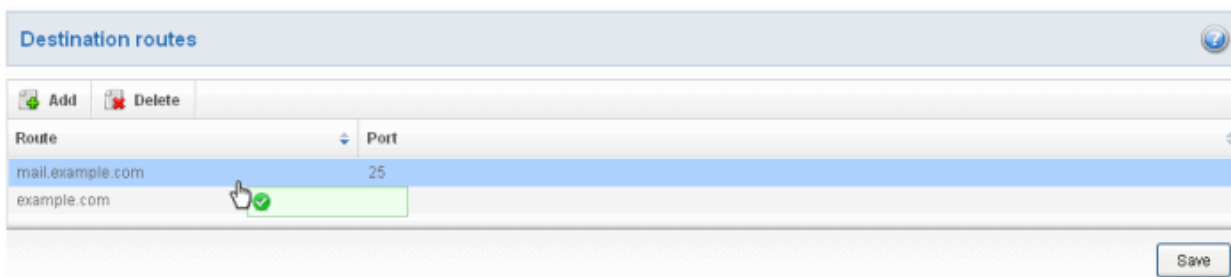 Destination routes
Add Delete
Route Port
mail.example.com 25
example.com
Save